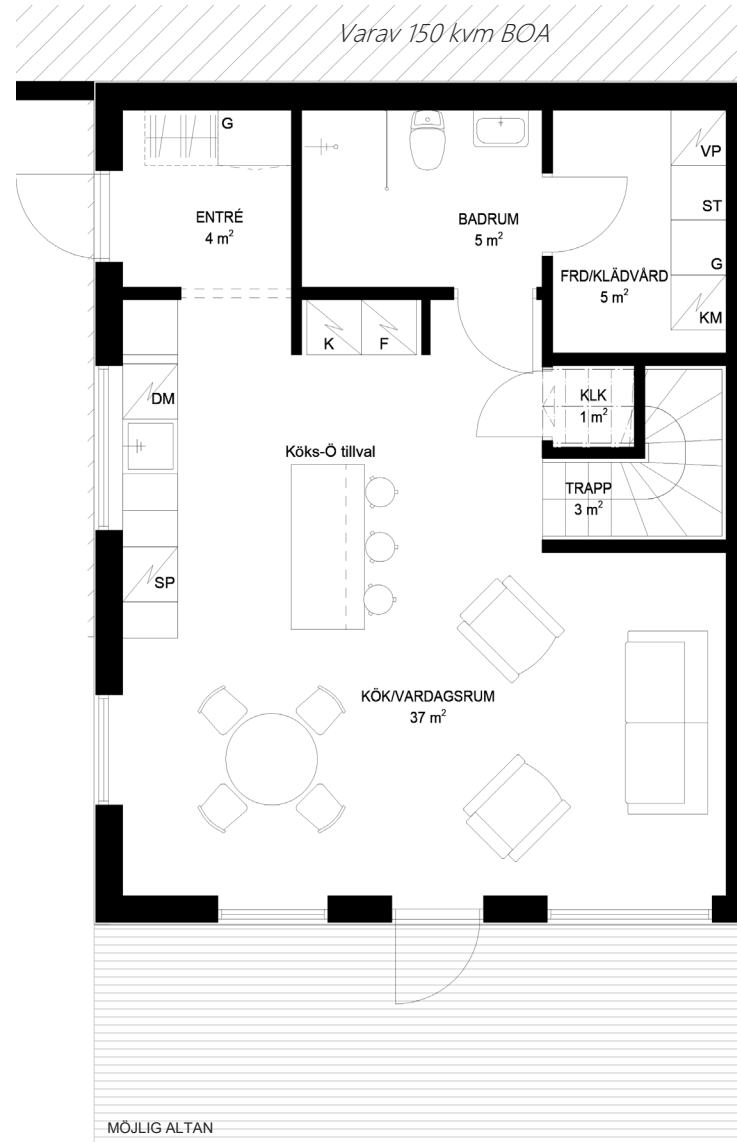 Varav 150 kvm BOA
G
VP
ST
G
KM
ENTRÉ
4 m²
BADRUM
5 m²
FRD/KLÄDVÅRD
5 m²
K
F
DM
KLK
1 m²
Köks-Ö tillval
TRAPP
3 m²
SP
KÖK/VARDAGSRUM
37 m²
MÖJLIG ALTAN